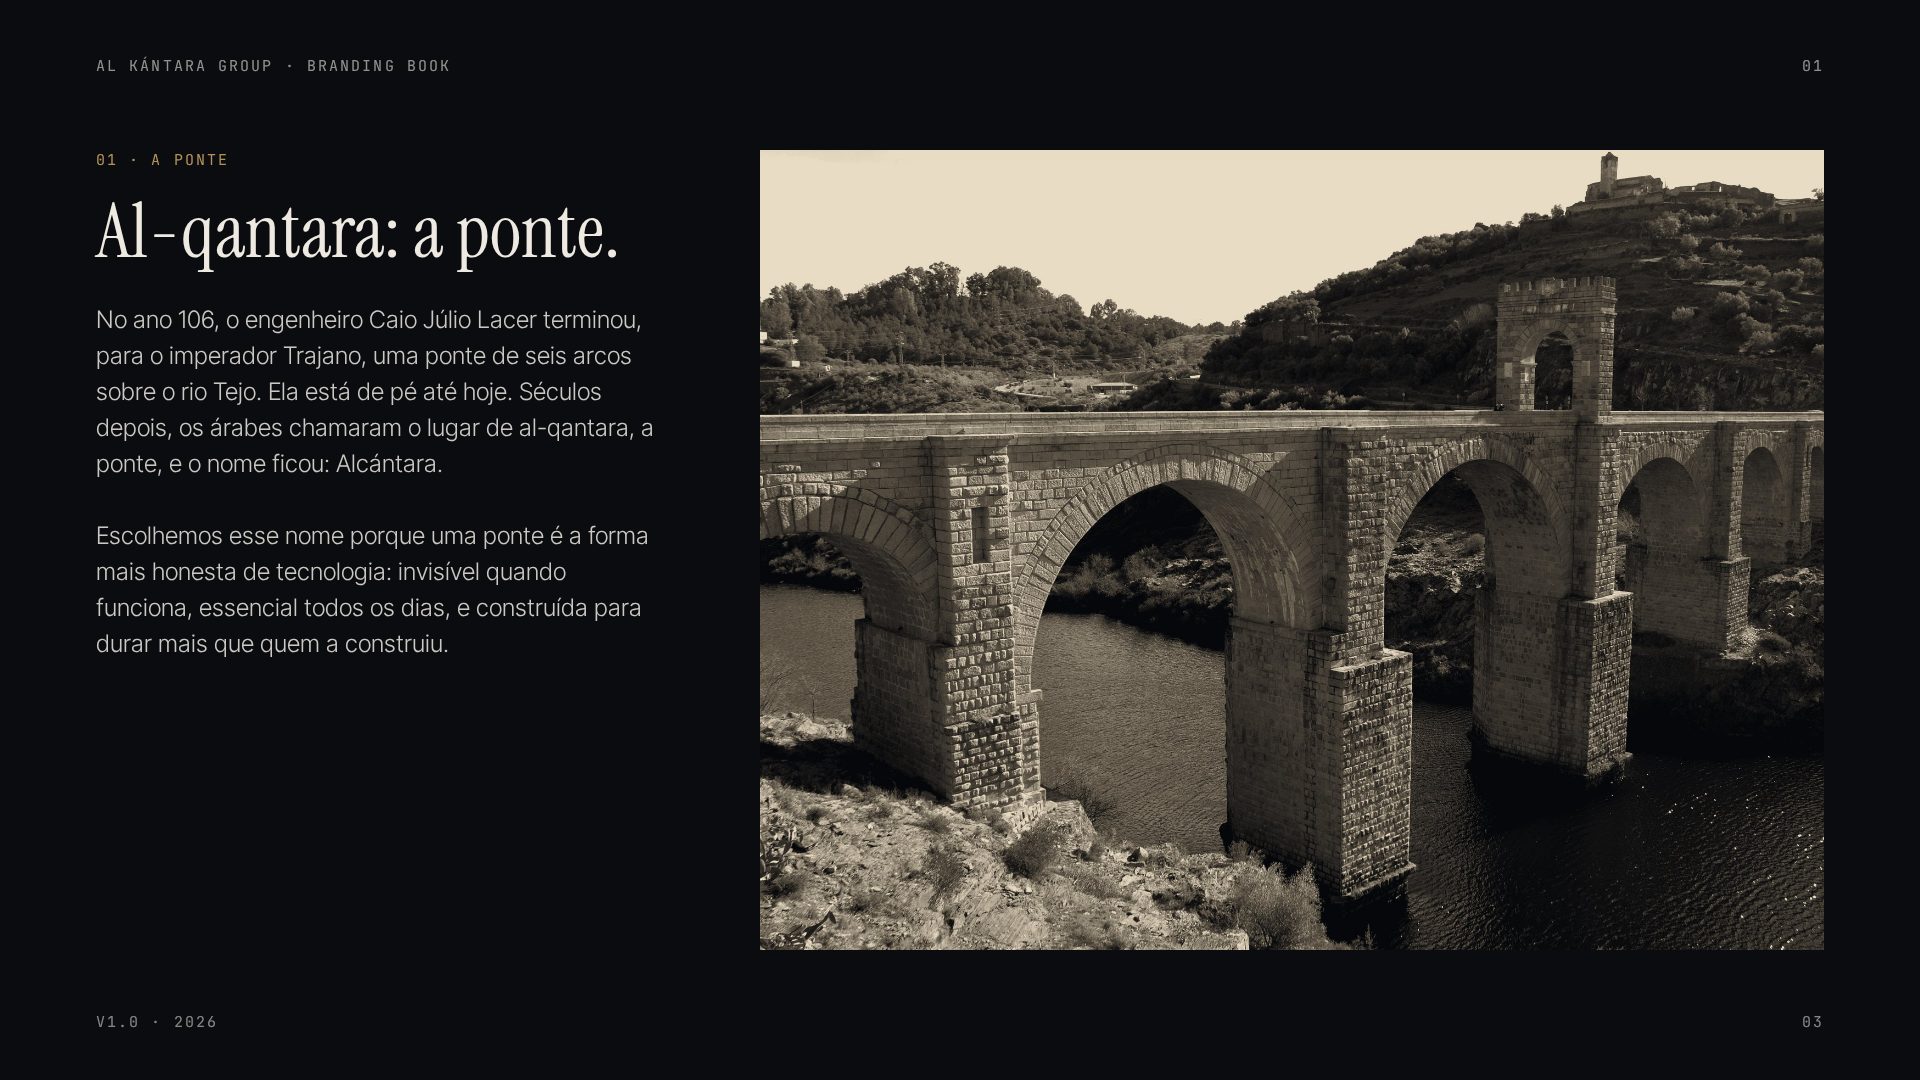 AL KÁNTARA GROUP · BRANDING BOOK
01
01 · A PONTE
Al-qantara: a ponte.
No ano 106, o engenheiro Caio Júlio Lacer terminou,
para o imperador Trajano, uma ponte de seis arcos
sobre o rio Tejo. Ela está de pé até hoje. Séculos
depois, os árabes chamaram o lugar de al-qantara, a
ponte, e o nome ficou: Alcántara.
Escolhemos esse nome porque uma ponte é a forma
mais honesta de tecnologia: invisível quando
funciona, essencial todos os dias, e construída para
durar mais que quem a construiu.
V1.0 · 2026
03